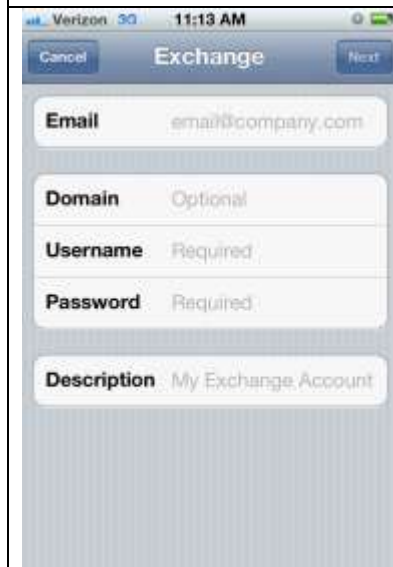 Verizon 3G 11:13 AM
Cancel Exchange Next
Email email@company.com
Domain Optional
Username Required
Password Required
Description My Exchange Account